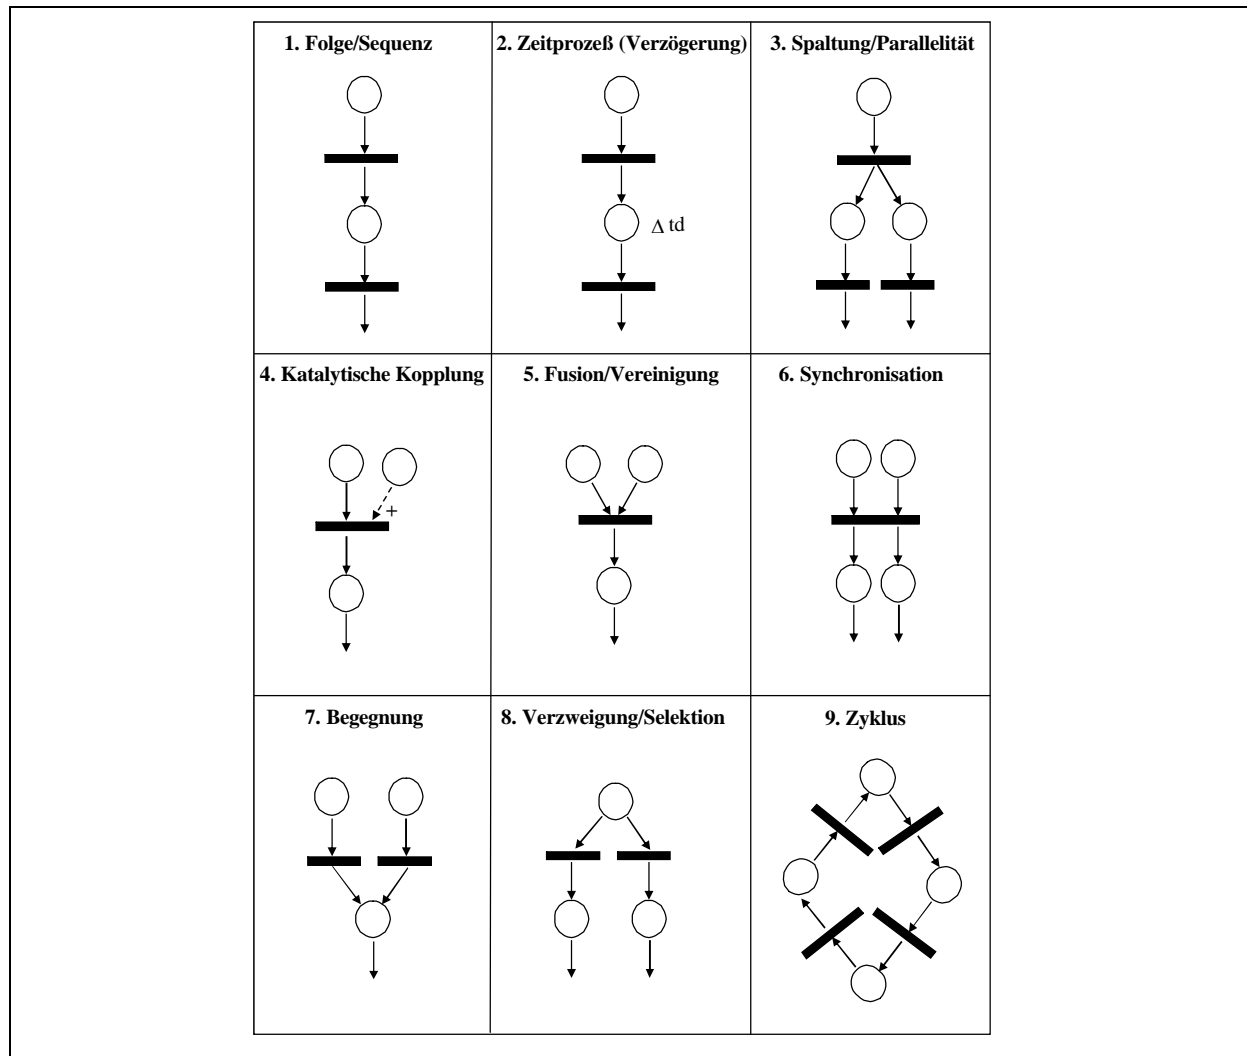 1. Folge/Sequenz
2. Zeitprozeß (Verzögerung)
3. Spaltung/Parallelität
Δ td
4. Katalytische Kopplung
5. Fusion/Vereinigung
6. Synchronisation
+
7. Begegnung
8. Verzweigung/Selektion
9. Zyklus